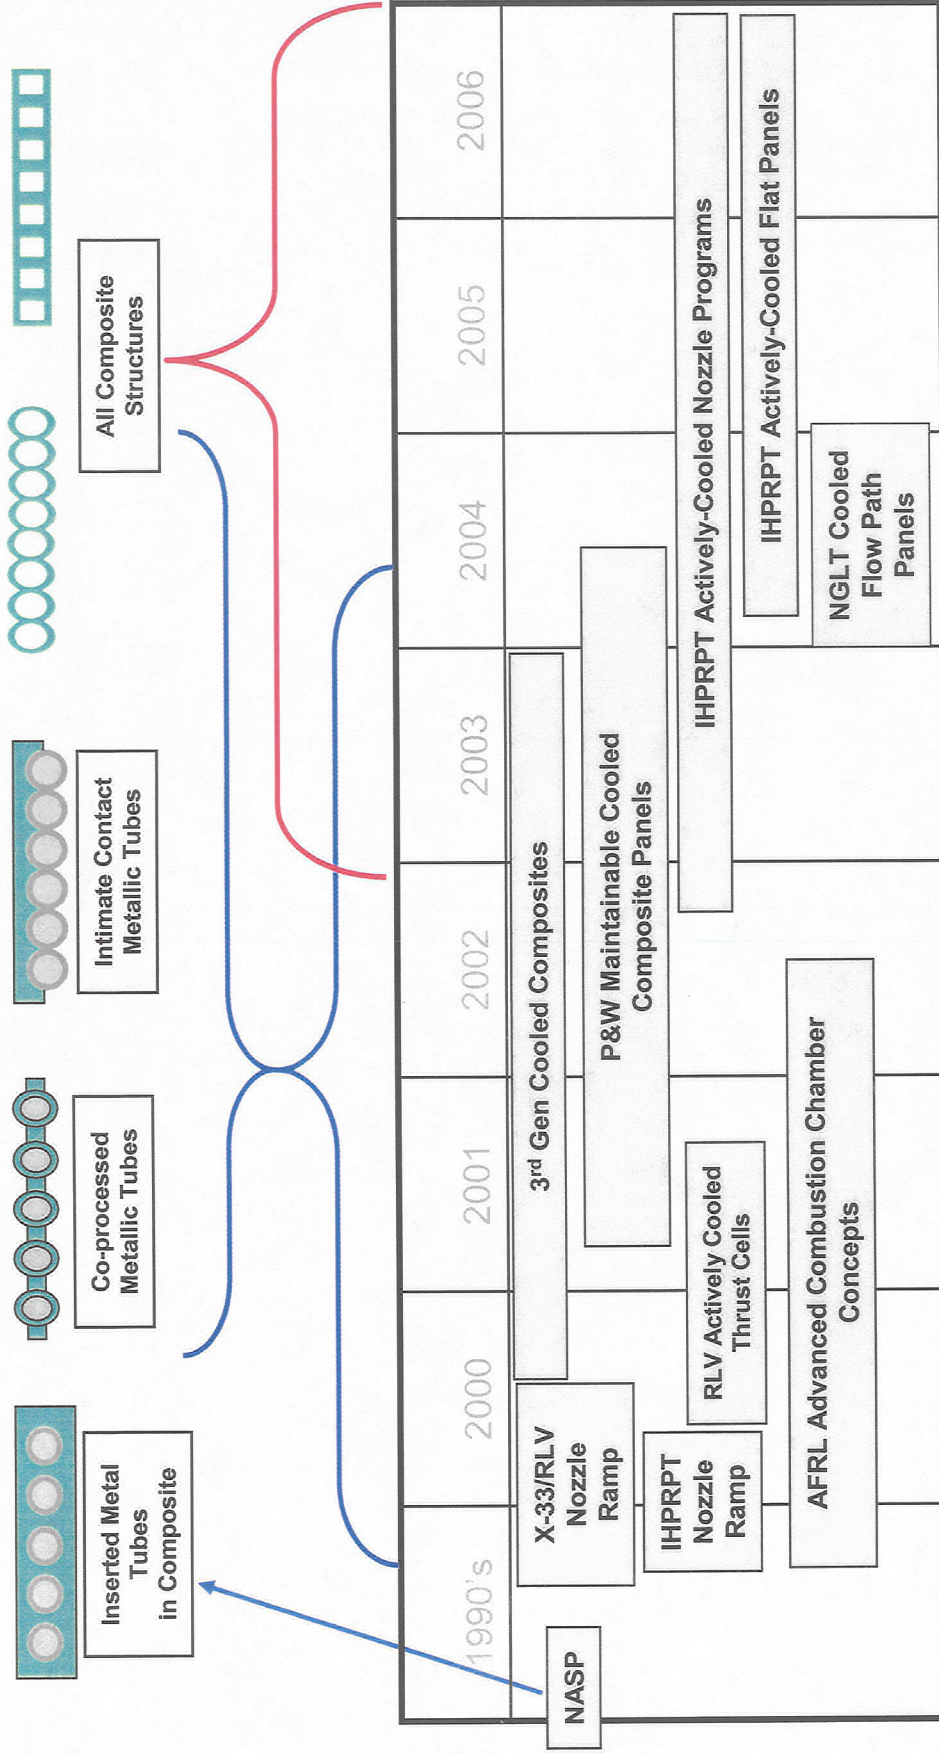 Inserted Metal
Tubes
in Composite
Co-processed
Metallic Tubes
Intimate Contact
Metallic Tubes
All Composite
Structures
1990's
2000
2001
2002
2003
2004
2005
2006
NASP
X-33/RLV
Nozzle
Ramp
3rd Gen Cooled Composites
P&W Maintainable Cooled
Composite Panels
IHPRPT
Nozzle
Ramp
RLV Actively Cooled
Thrust Cells
IHPRPT Actively-Cooled Nozzle Programs
IHPRPT Actively-Cooled Flat Panels
AFRL Advanced Combustion Chamber
Concepts
NGLT Cooled
Flow Path
Panels